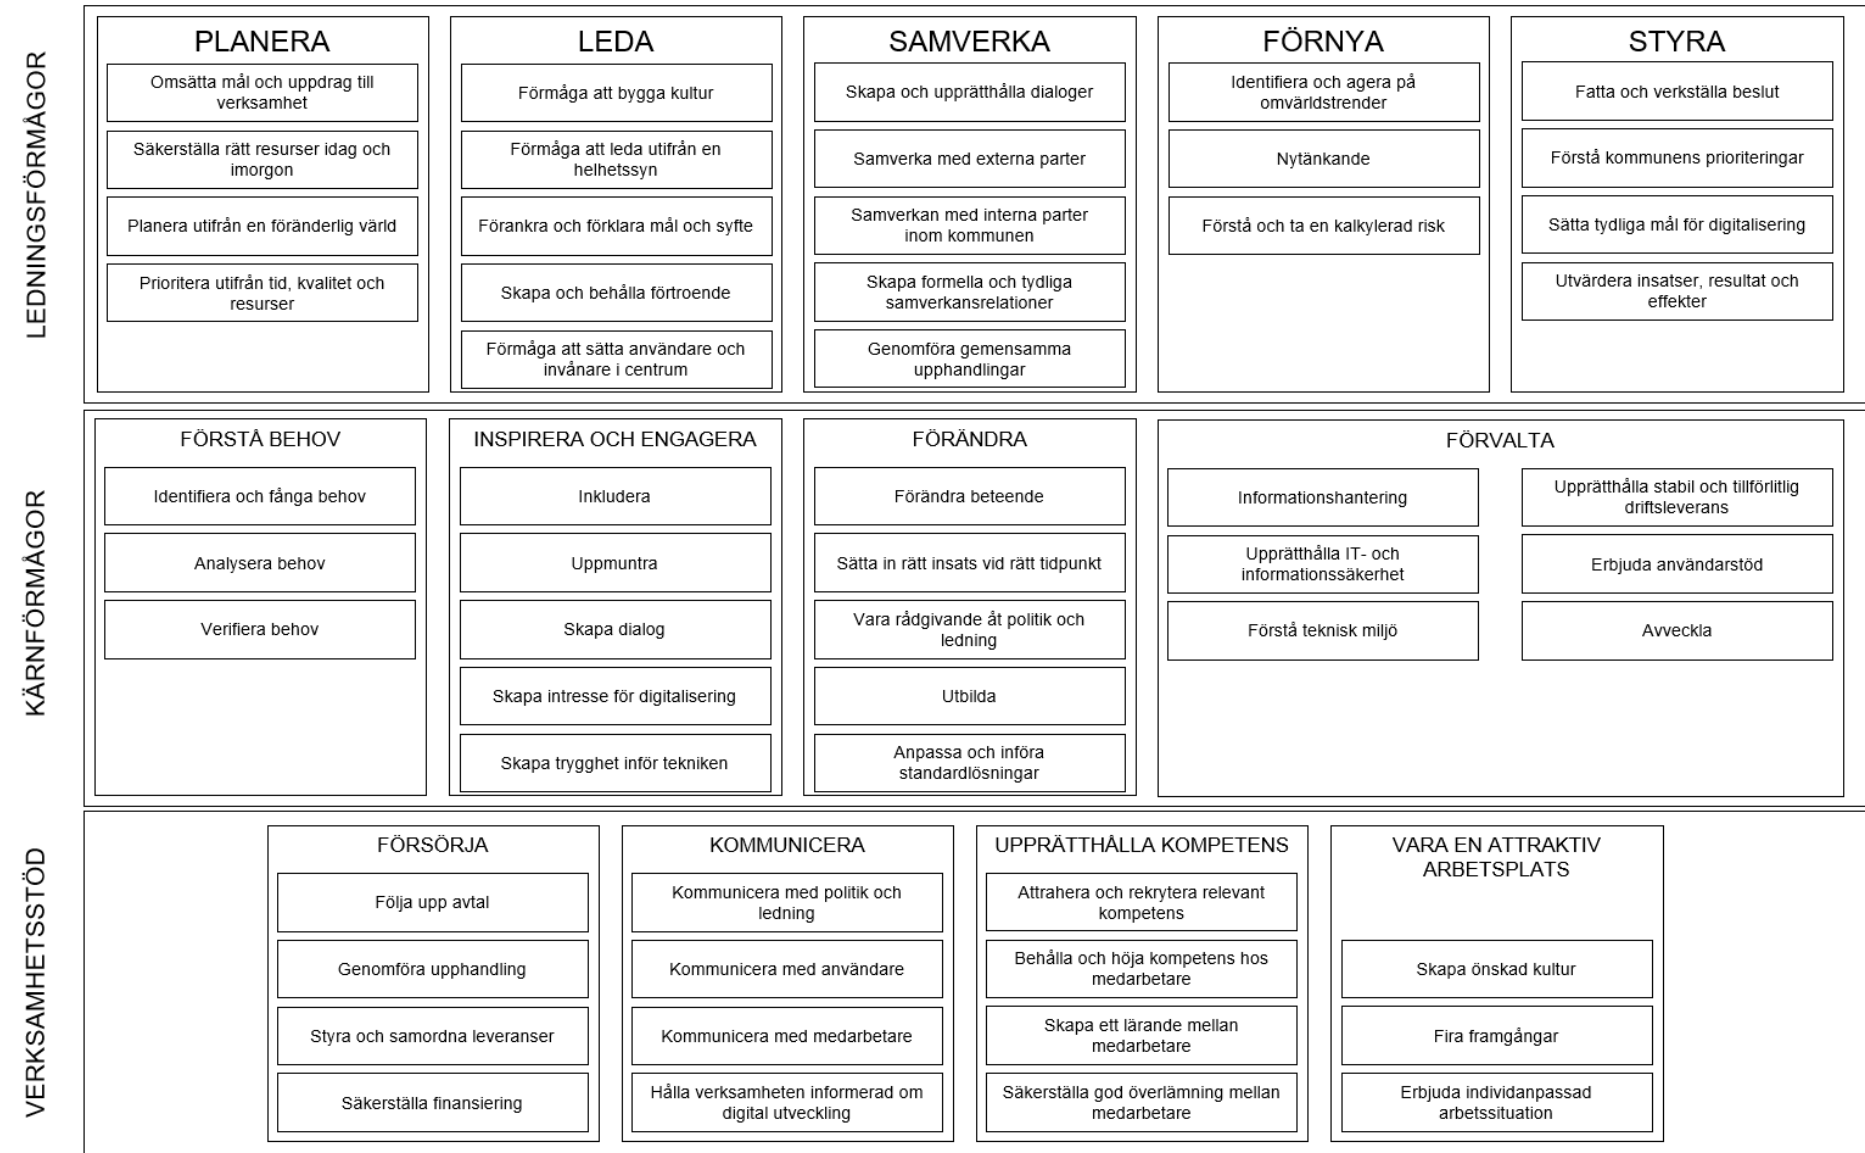 LEDNINGSFÖRMÅGOR
PLANERA
Omsätta mål och uppdrag till
verksamhet
Säkerställa rätt resurser idag och
imorgon
Planera utifrån en föränderlig värld
Prioritera utifrån tid, kvalitet och
resurser
LEDA
Förmåga att bygga kultur
Förmåga att leda utifrån en
helhetssyn
Förankra och förklara mål och syfte
Skapa och behålla förtroende
Förmåga att sätta användare och
invånare i centrum
SAMVERKA
Skapa och upprätthålla dialoger
Samverka med externa parter
Samverkan med interna parter
inom kommunen
Skapa formella och tydliga
samverkansrelationer
Genomföra gemensamma
upphandlingar
FÖRNYA
Identifiera och agera på
omvärldstrender
Nytänkande
Förstå och ta en kalkylerad risk
STYRA
Fatta och verkställa beslut
Förstå kommunens prioriteringar
Sätta tydliga mål för digitalisering
Utvärdera insatser, resultat och
effekter
KÄRNFÖRMÅGOR
FÖRSTÅ BEHOV
Identifiera och fånga behov
Analysera behov
Verifiera behov
INSPIRERA OCH ENGAGERA
Inkludera
Uppmuntra
Skapa dialog
Skapa intresse för digitalisering
Skapa trygghet inför tekniken
FÖRÄNDRA
Förändra beteende
Sätta in rätt insats vid rätt tidpunkt
Vara rådgivande åt politik och
ledning
Utbilda
Anpassa och införa
standardlösningar
FÖRVALTA
Informationshantering
Upprätthålla IT- och
informationssäkerhet
Förstå teknisk miljö
Upprätthålla stabil och tillförlitlig
driftsleverans
Erbjuda användarstöd
Avveckla
VERKSAMHETSSTÖD
FÖRSÖRJA
Följa upp avtal
Genomföra upphandling
Styra och samordna leveranser
Säkerställa finansiering
KOMMUNICERA
Kommunicera med politik och
ledning
Kommunicera med användare
Kommunicera med medarbetare
Hålla verksamheten informerad om
digital utveckling
UPPRÄTTHÅLLA KOMPETENS
Attrahera och rekrytera relevant
kompetens
Behålla och höja kompetens hos
medarbetare
Skapa ett lärande mellan
medarbetare
Säkerställa god överlämning mellan
medarbetare
VARA EN ATTRAKTIV
ARBETSPLATS
Skapa önskad kultur
Fira framgångar
Erbjuda individanpassad
arbetssituation